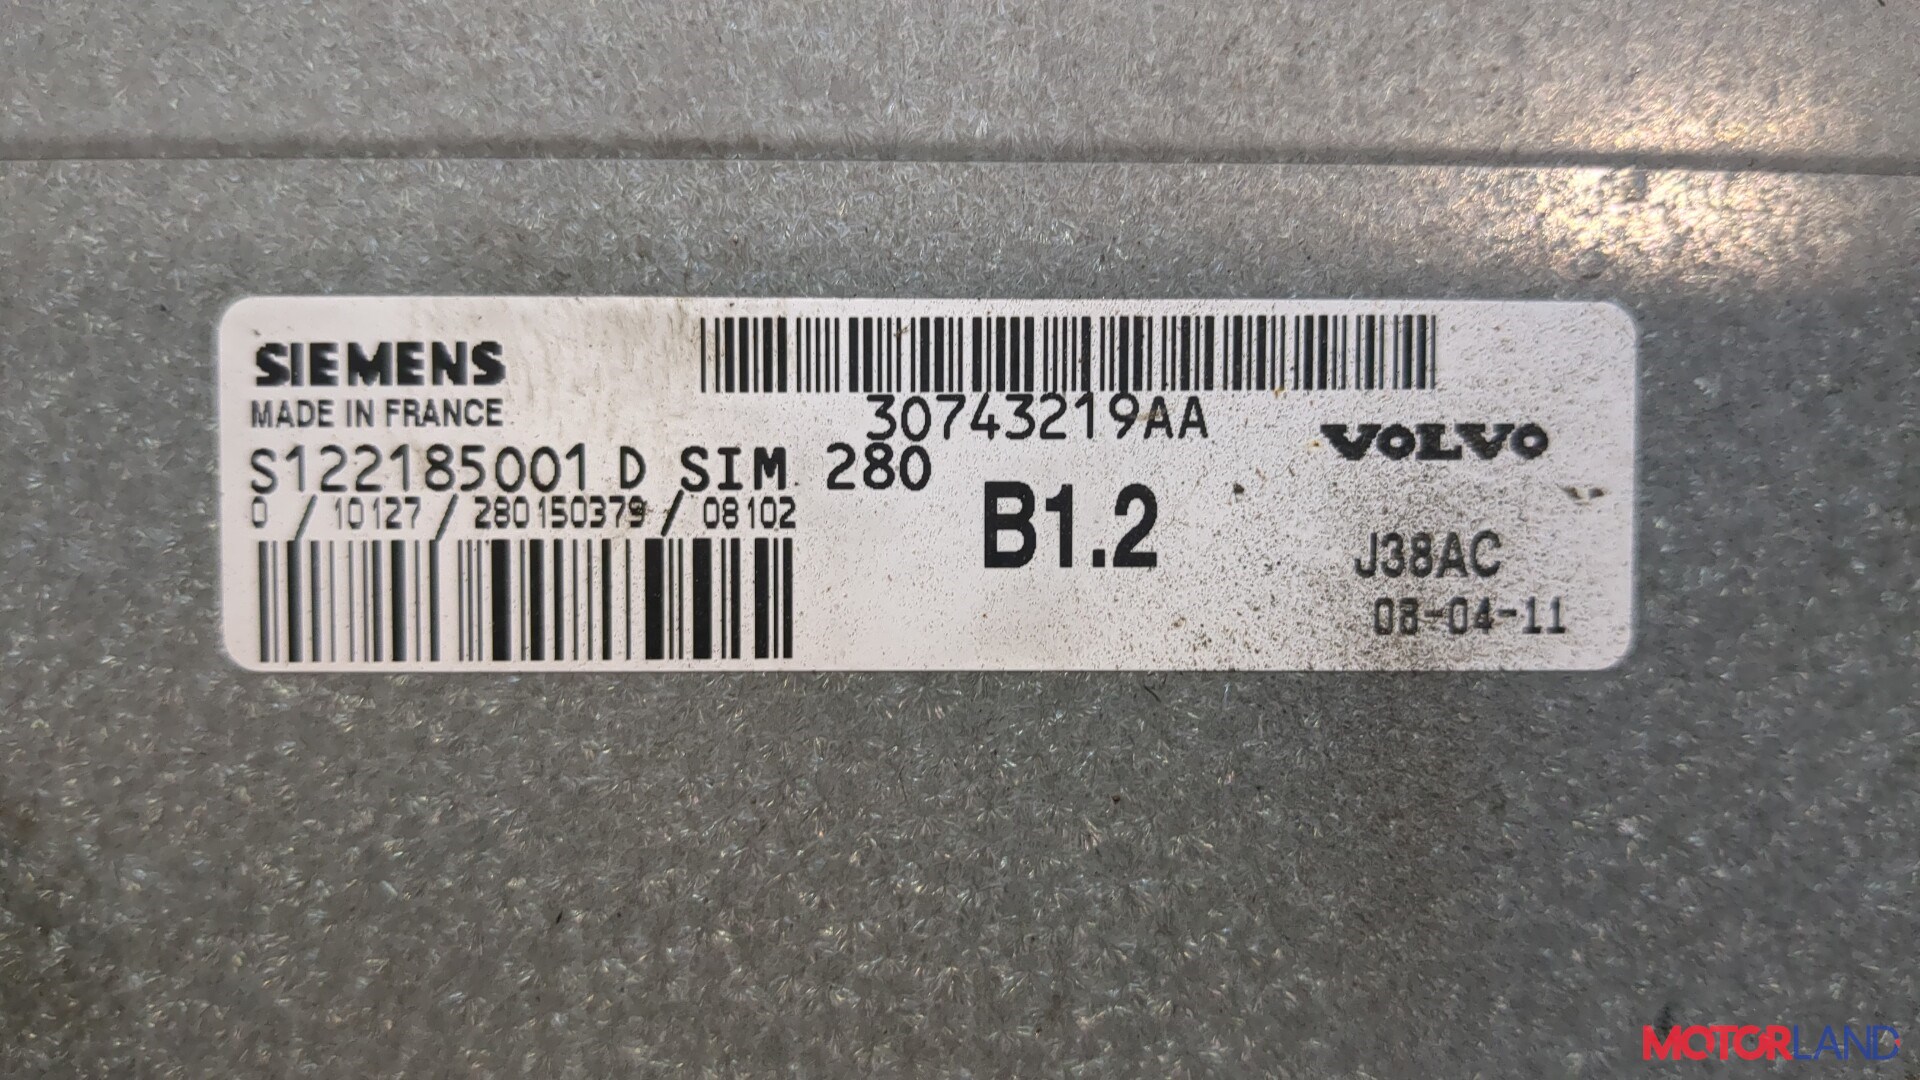 SIEMENS
MADE IN FRANCE
30743219AA
S122185001 D SIM 280
0 / 10127 / 280150379 / 08102
B1.2
VOLVO
J38AC
08-04-11
MOTORLAND